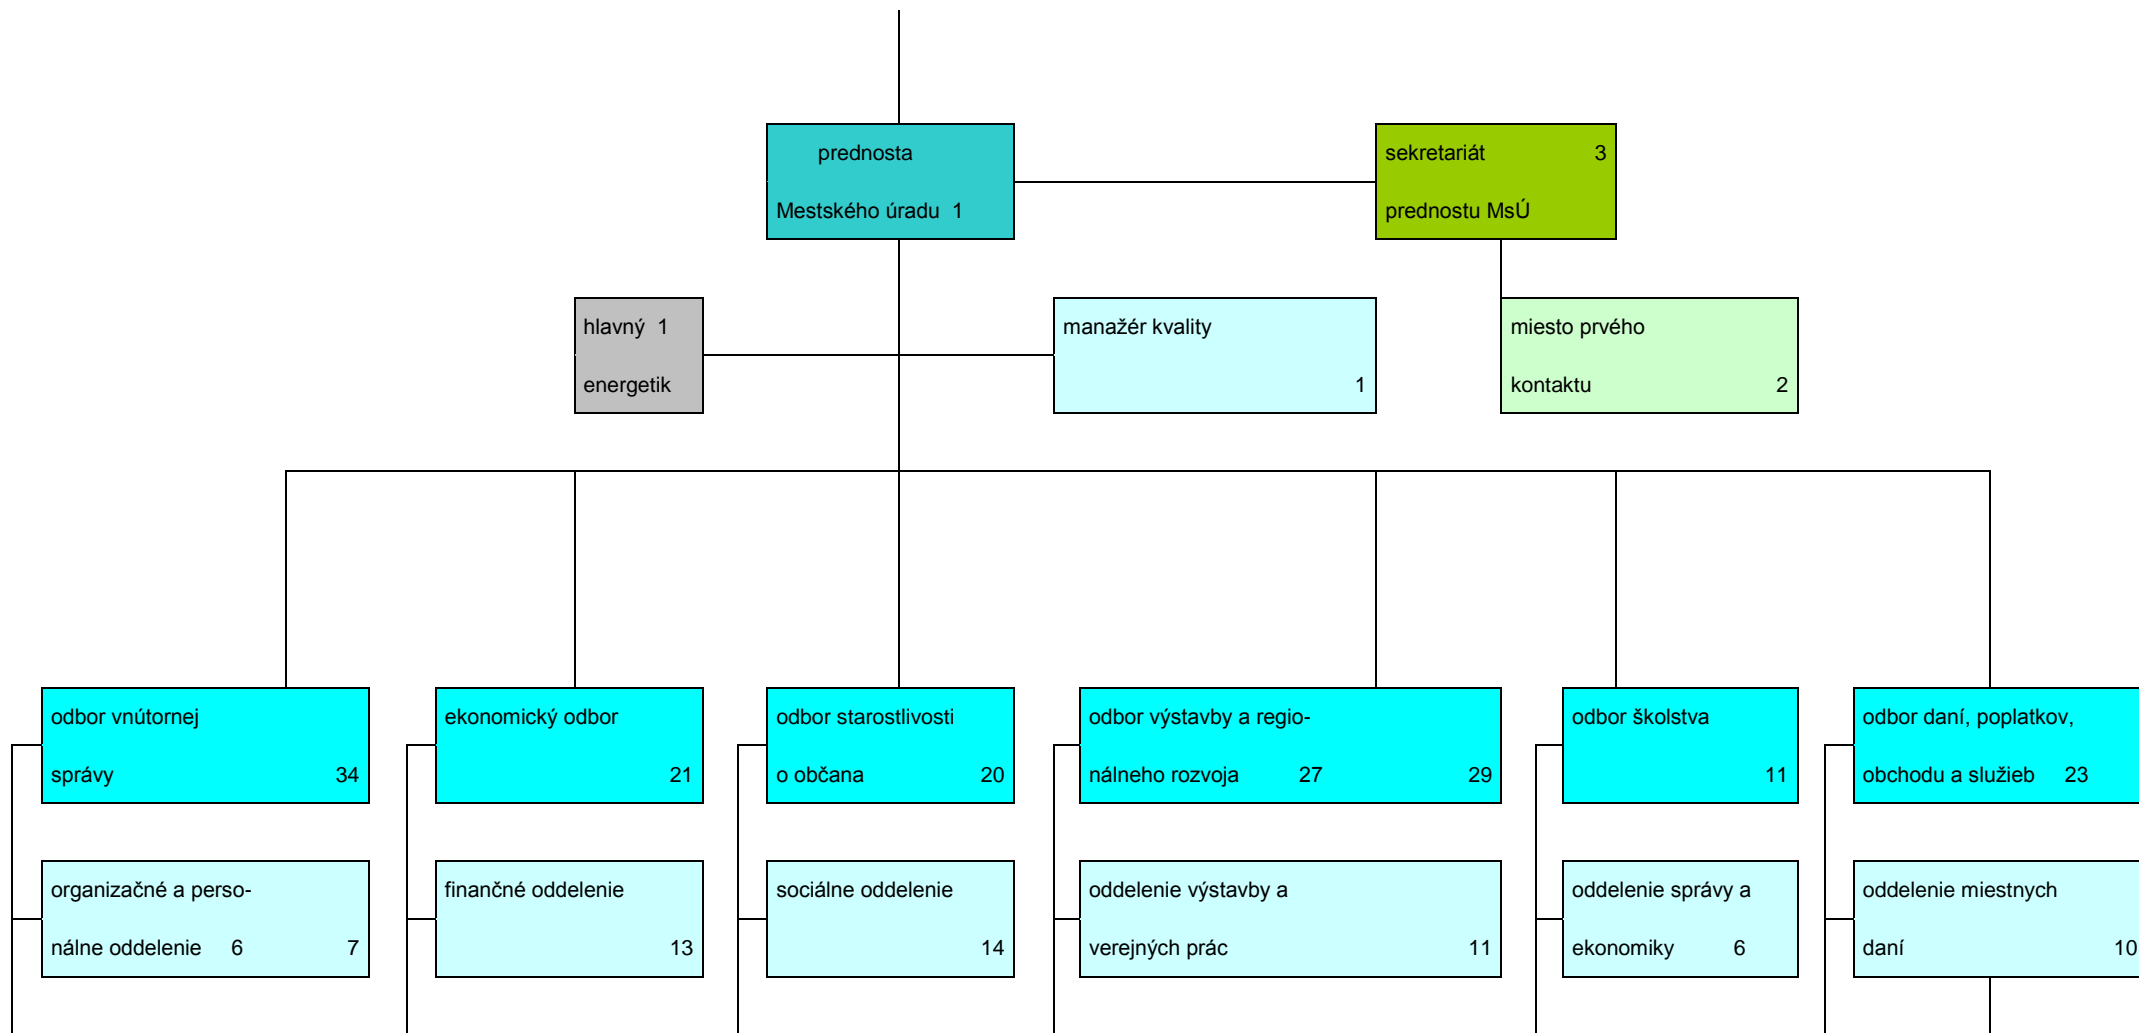 prednosta
Mestského úradu 1
sekretariát 3
prednostu MsÚ
hlavný 1
energetik
manažér kvality
1
miesto prvého
kontaktu 2
odbor vnútornej
správy 34
ekonomický odbor
21
odbor starostlivosti
o občana 20
odbor výstavby a regio-
nálneho rozvoja 27 29
odbor školstva
11
odbor daní, poplatkov,
obchodu a služieb 23
organizačné a perso-
nálne oddelenie 6 7
finančné oddelenie
13
sociálne oddelenie
14
oddelenie výstavby a
verejných prác 11
oddelenie správy a
ekonomiky 6
oddelenie miestnych
daní 10